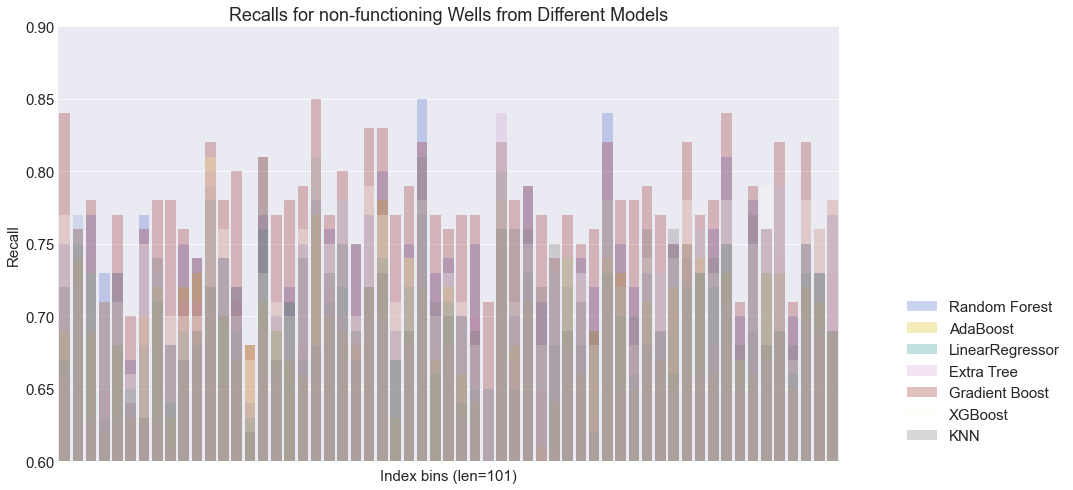 Recalls for non-functioning Wells from Different Models
0.90
0.85
0.80
0.75
0.70
0.65
0.60
Recall
Index bins (len=101)
Random Forest
AdaBoost
LinearRegressor
Extra Tree
Gradient Boost
XGBoost
KNN